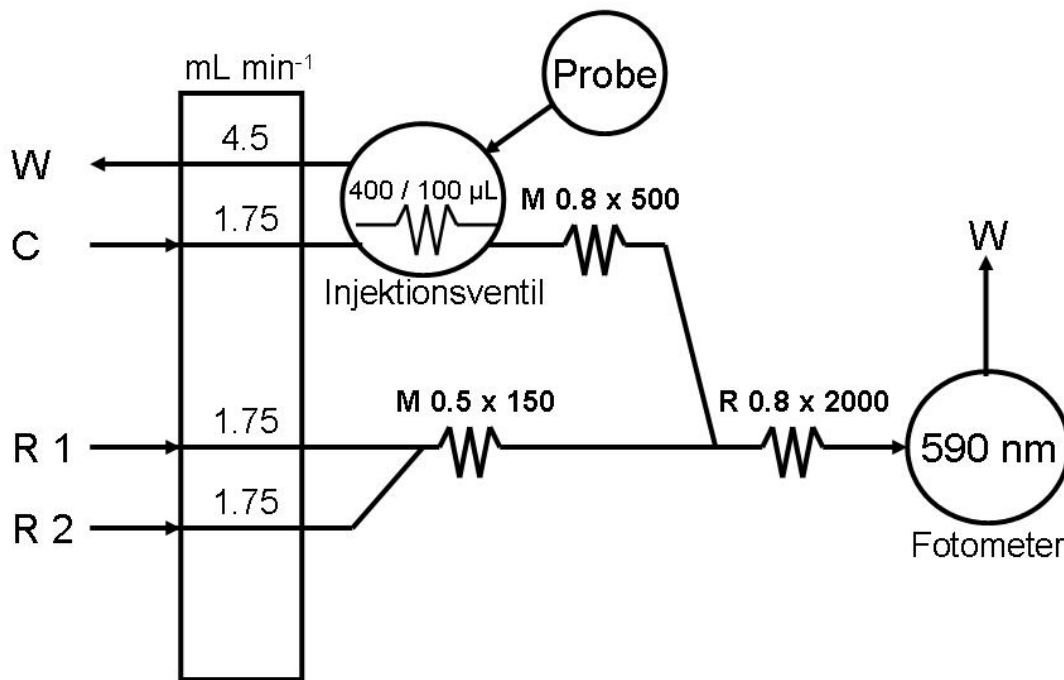 mL min⁻¹
Probe
W
4.5
400 / 100 µL
M 0.8 x 500
C
1.75
Injektionsventil
W
R 1
1.75
M 0.5 x 150
R 0.8 x 2000
590 nm
R 2
1.75
Fotometer